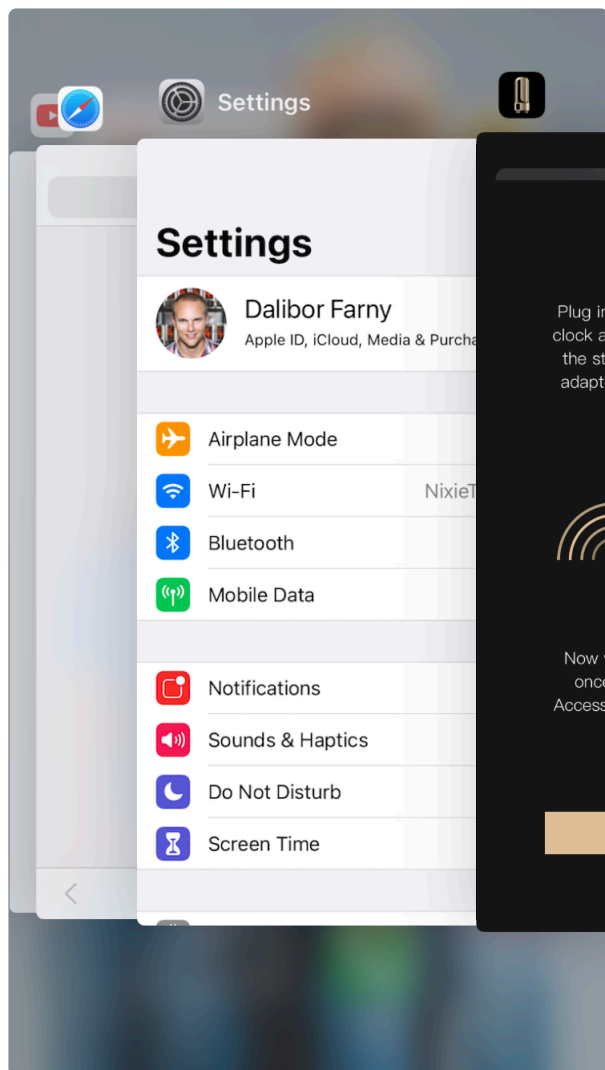 Settings
Settings
Dalibor Farny
Apple ID, iCloud, Media & Purcha
Airplane Mode
Wi-Fi
NixieT
Bluetooth
Mobile Data
Notifications
Sounds & Haptics
Do Not Disturb
Screen Time
Plug in
clock a
the st
adapt
Now
once
Access